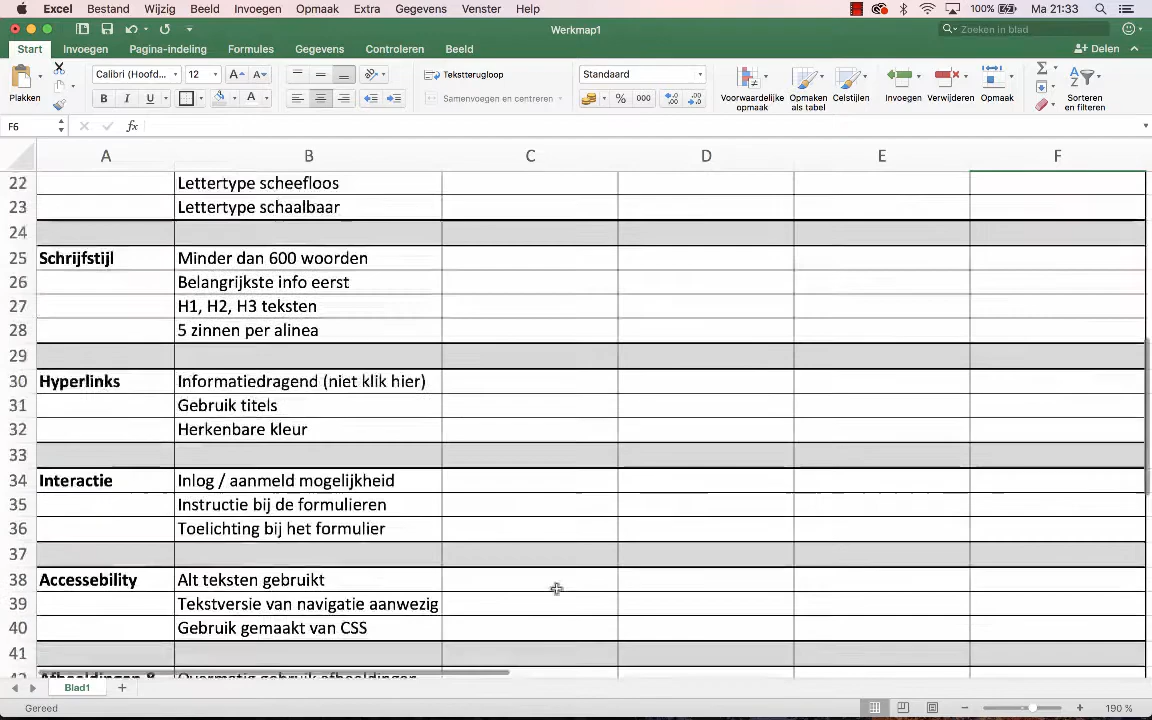 Excel Bestand Wijzig Beeld Invoegen Opmaak Extra Gegevens Venster Help 100% Ma 21:33
Werkmap1
Zoeken in blad
Start Invoegen Pagina-indeling Formules Gegevens Controleren Beeld Delen
Plakken
Calibri (Hoofd... 12 A A
B I U A
Tekstterugloop
Samenvoegen en centreren
Standaard
% 000
Voorwaardelijke opmaak
Opmaken als tabel
Celstijlen
Invoegen Verwijderen Opmaak
Sorteren en filteren
F6 fx
A B C D E F
22 Lettertype scheefloos
23 Lettertype schaalbaar
24
25 Schrijfstijl Minder dan 600 woorden
26 Belangrijkste info eerst
27 H1, H2, H3 teksten
28 5 zinnen per alinea
29
30 Hyperlinks Informatiedragend (niet klik hier)
31 Gebruik titels
32 Herkenbare kleur
33
34 Interactie Inlog / aanmeld mogelijkheid
35 Instructie bij de formulieren
36 Toelichting bij het formulier
37
38 Accessebility Alt teksten gebruikt
39 Tekstversie van navigatie aanwezig
40 Gebruik gemaakt van CSS
41
Blad1
Gereed 190 %